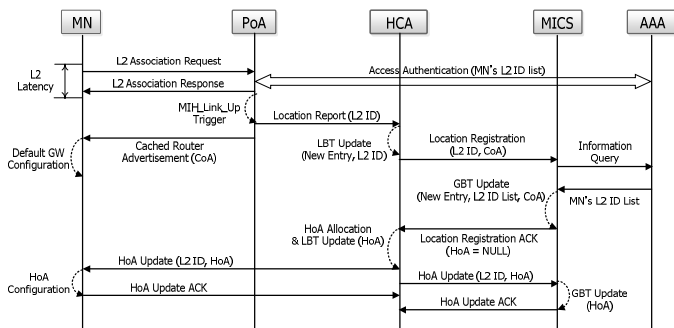 MN
PoA
HCA
MICS
AAA
L2 Association Request
L2
Latency
L2 Association Response
Access Authentication (MN's L2 ID list)
MIH_Link_Up
Trigger
Location Report (L2 ID)
Default GW
Configuration
Cached Router
Advertisement (CoA)
LBT Update
(New Entry, L2 ID)
Location Registration
(L2 ID, CoA)
Information
Query
GBT Update
(New Entry, L2 ID List, CoA)
MN's L2 ID List
HoA Allocation
& LBT Update (HoA)
Location Registration ACK
(HoA = NULL)
HoA Update (L2 ID, HoA)
HoA
Configuration
HoA Update (L2 ID, HoA)
HoA Update ACK
GBT Update
(HoA)
HoA Update ACK